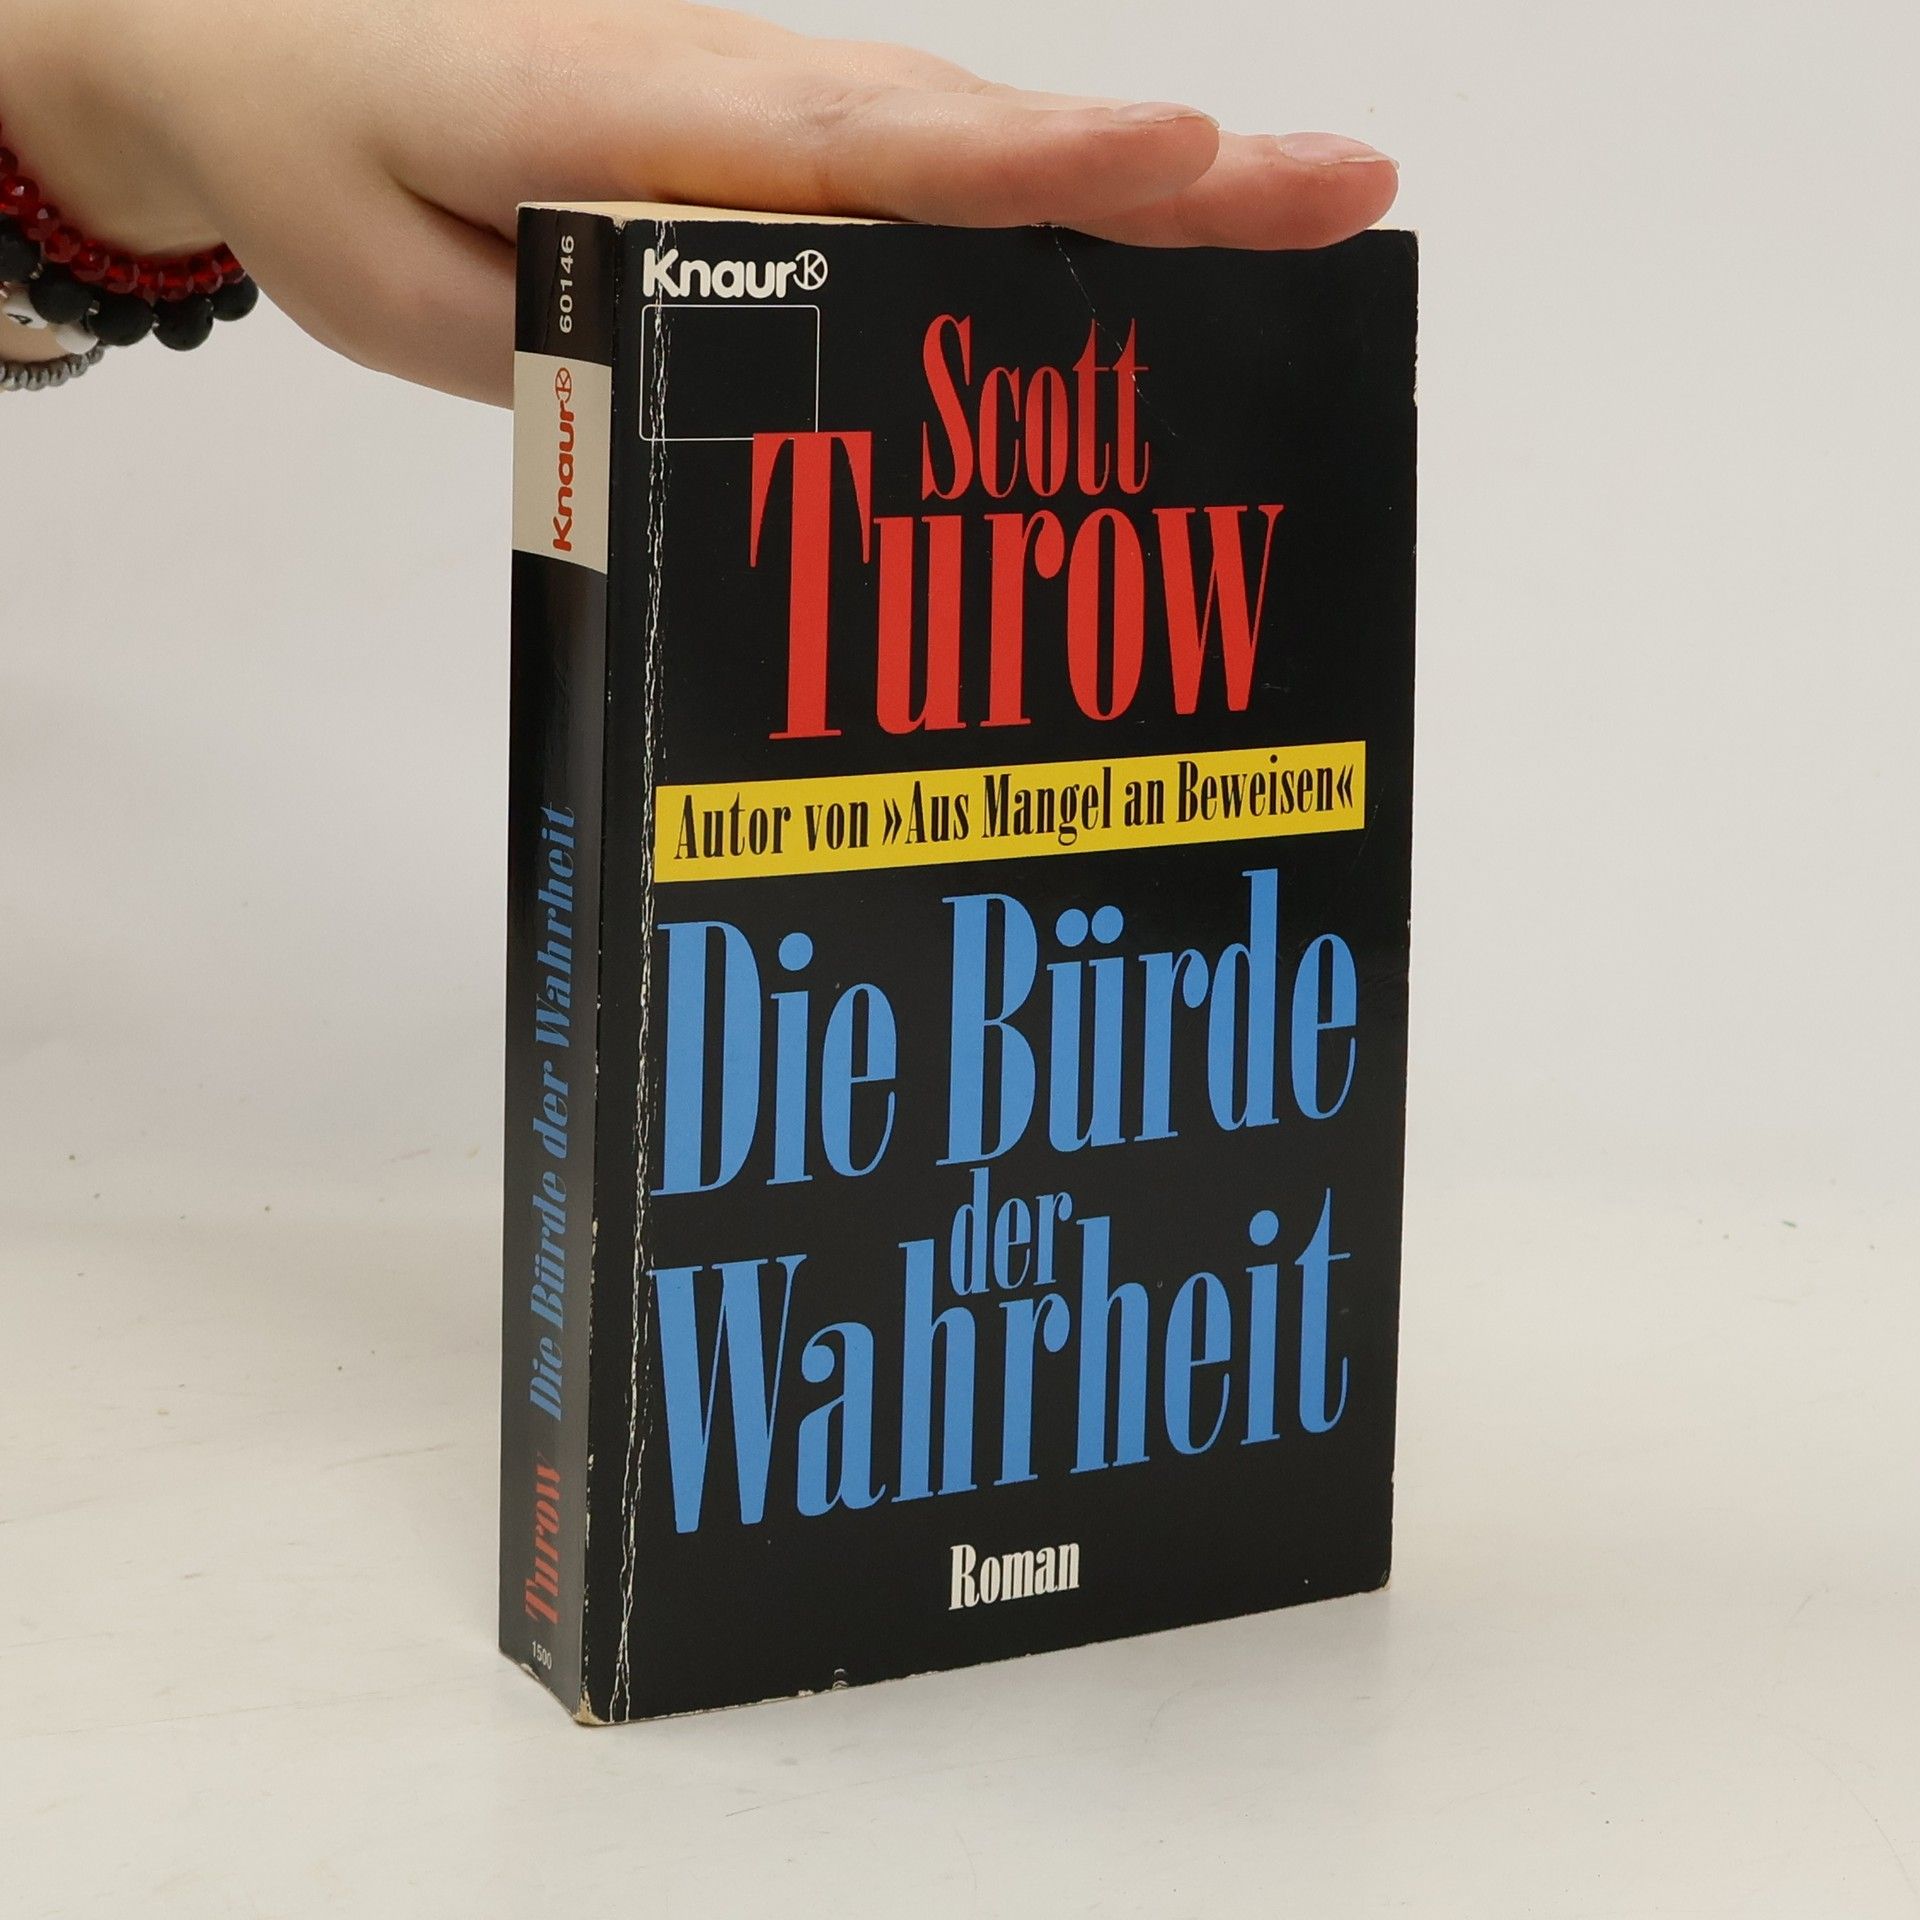 Knaur
Scott
Turow
Autor von »Aus Mangel an Beweisen«
Die Bürde
der
Wahrheit
Roman
60146
Knaur
Die Bürde der Wahrheit
Turow
1500